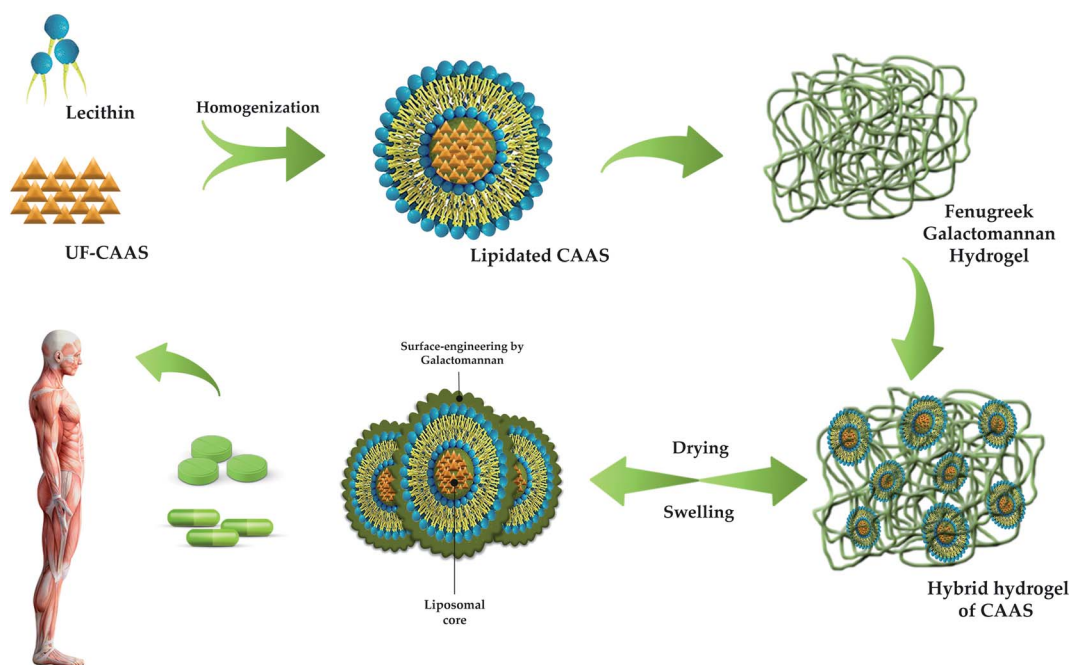 Lecithin
Homogenization
UF-CAAS
Lipidated CAAS
Fenugreek
Galactomannan
Hydrogel
Surface-engineering by
Galactomannan
Drying
Swelling
Liposomal
core
Hybrid hydrogel
of CAAS